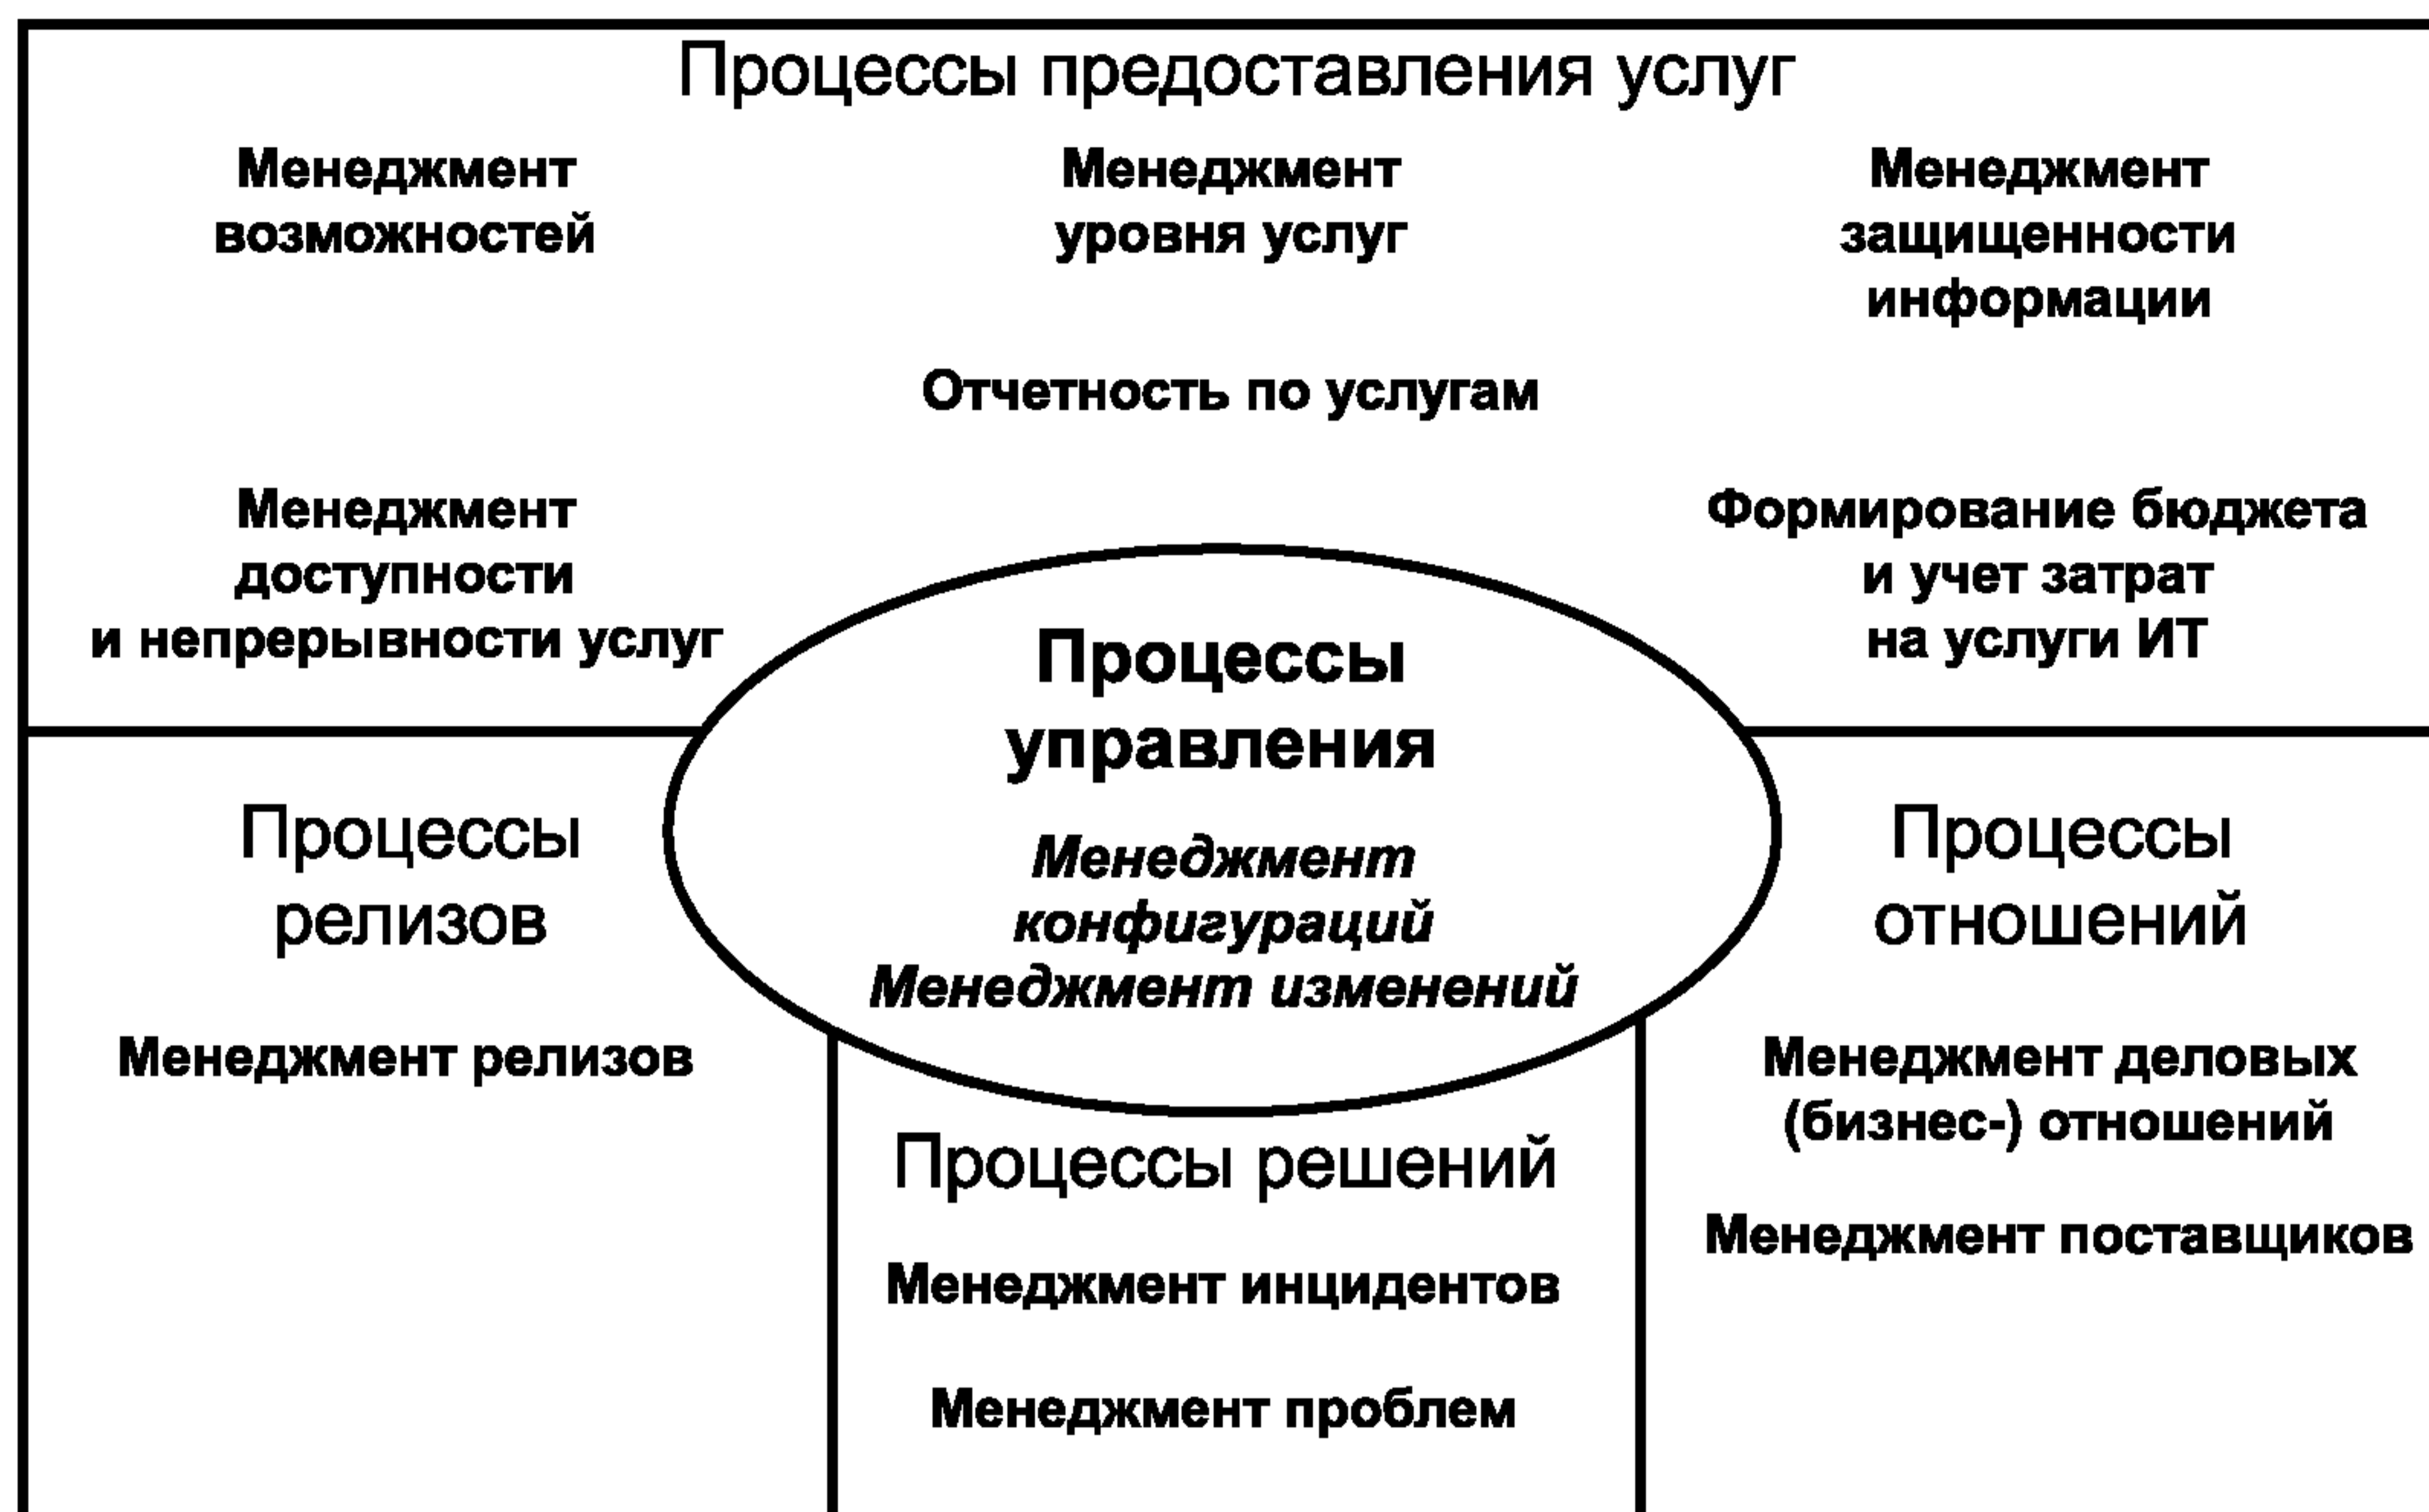 Процессы предоставления услуг
Менеджмент
возможностей
Менеджмент
уровня услуг
Менеджмент
защищенности
информации
Отчетность по услугам
Менеджмент
доступности
и непрерывности услуг
Формирование бюджета
и учет затрат
на услуги ИТ
Процессы
управления
Менеджмент
конфигураций
Менеджмент изменений
Процессы
релизов
Менеджмент релизов
Процессы решений
Менеджмент инцидентов
Менеджмент проблем
Процессы
отношений
Менеджмент деловых
(бизнес-) отношений
Менеджмент поставщиков